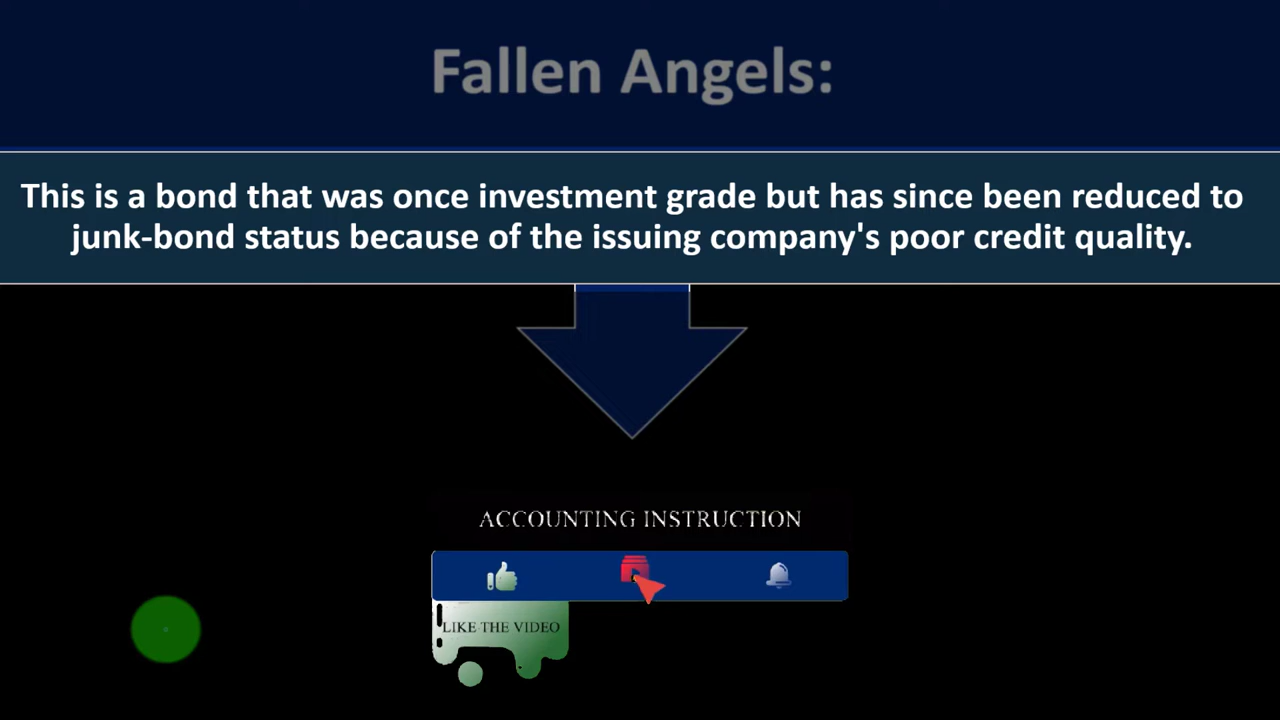 Fallen Angels:
This is a bond that was once investment grade but has since been reduced to
junk-bond status because of the issuing company's poor credit quality.
ACCOUNTING INSTRUCTION
LIKE THE VIDEO